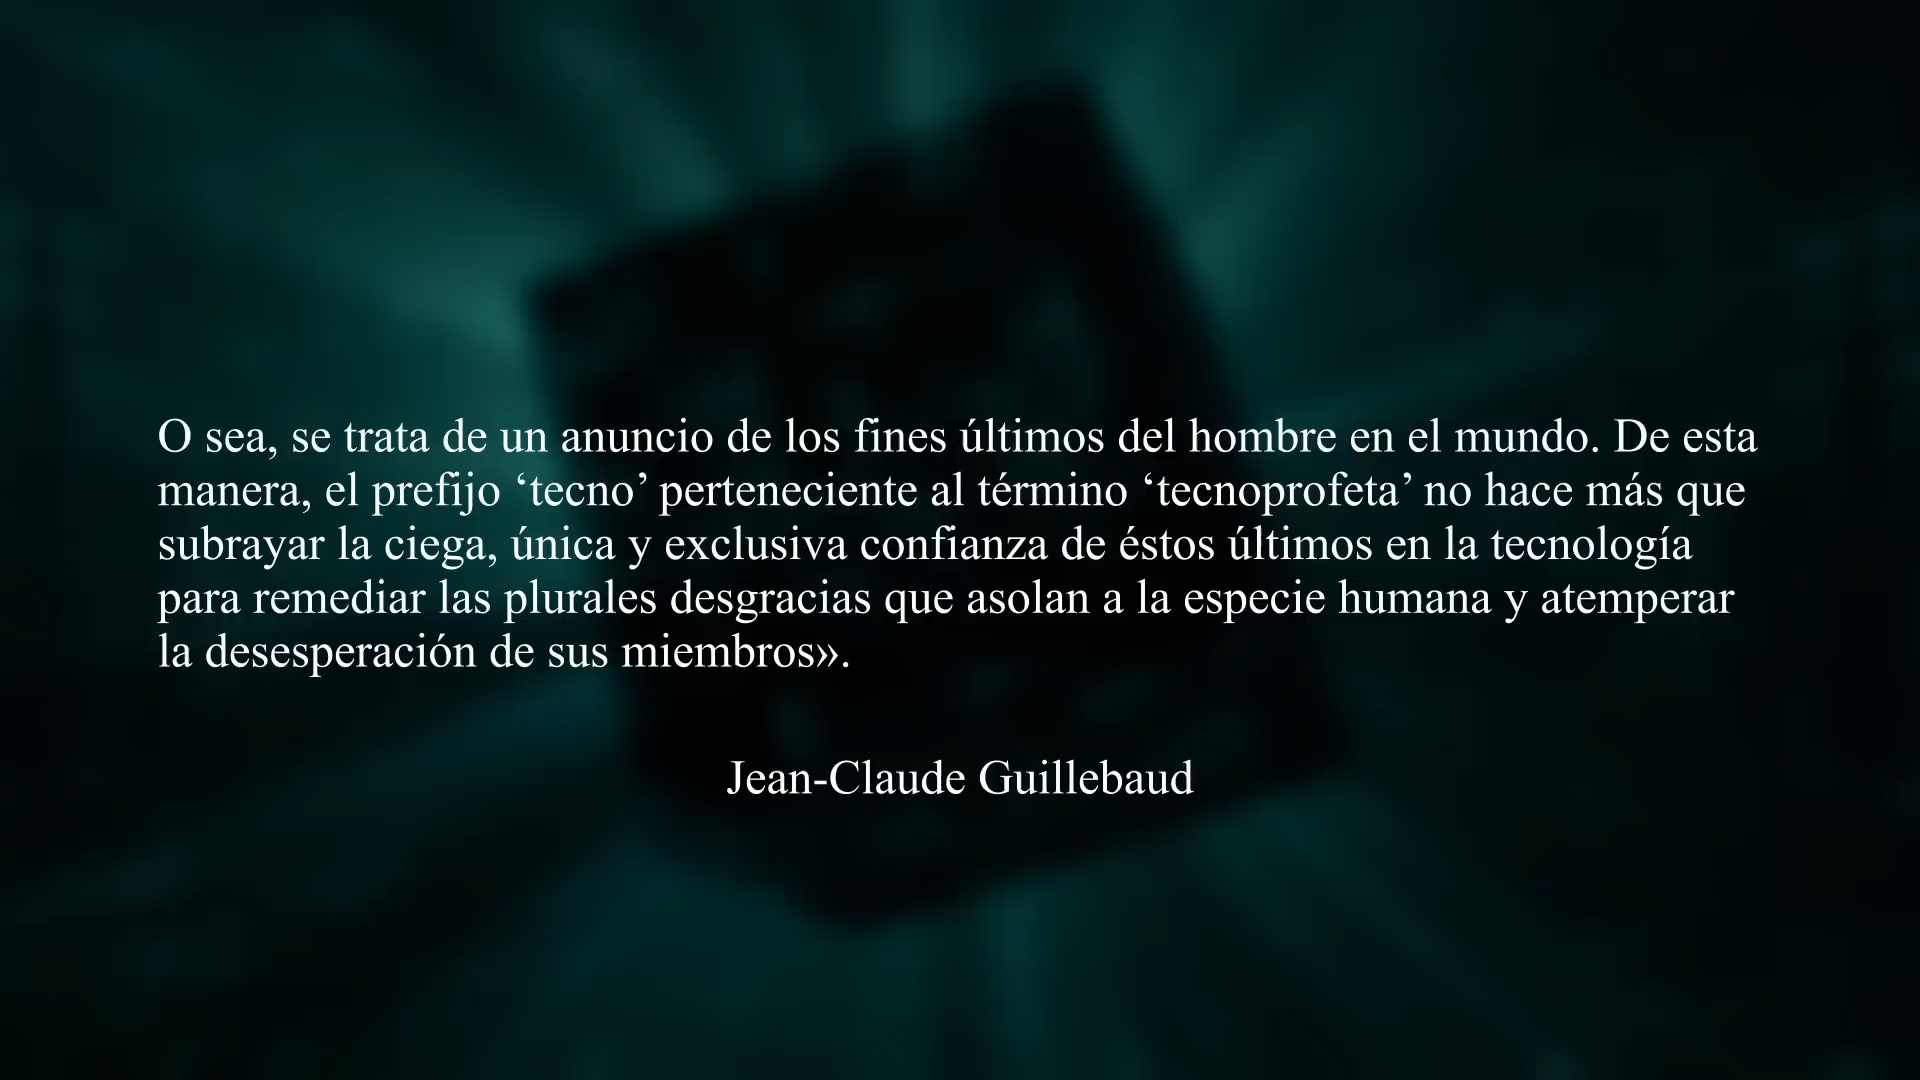 O sea, se trata de un anuncio de los fines últimos del hombre en el mundo. De esta
manera, el prefijo ‘tecno’ perteneciente al término ‘tecnoprofeta’ no hace más que
subrayar la ciega, única y exclusiva confianza de éstos últimos en la tecnología
para remediar las plurales desgracias que asolan a la especie humana y atemperar
la desesperación de sus miembros».
Jean-Claude Guillebaud